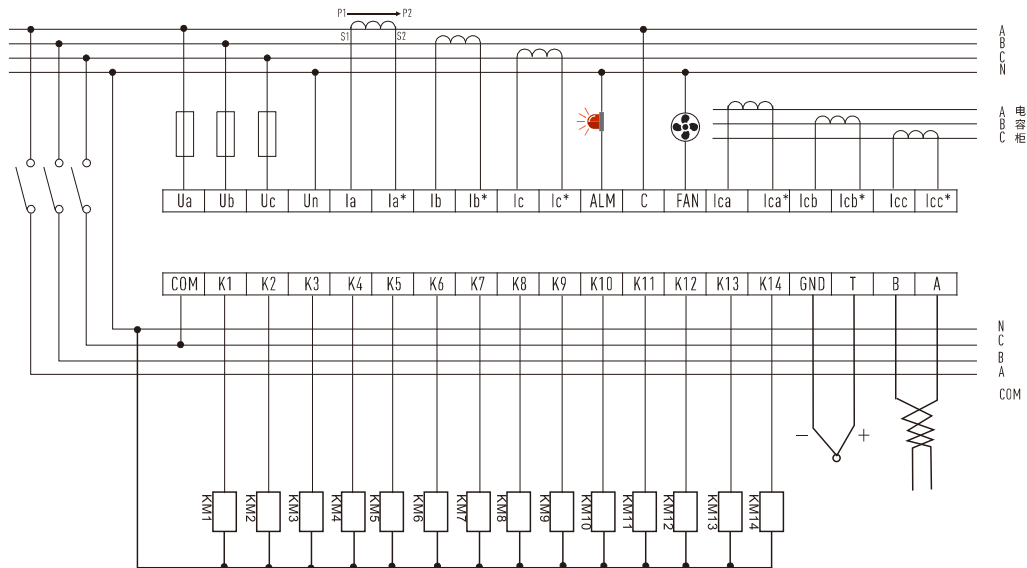 P1 P2
S1 S2
A
B
C
N
A 电
B 容
C 柜
Ua Ub Uc Un Ia Ia* Ib Ib* Ic Ic* ALM C FAN Ica Ica* Icb Icb* Icc Icc*
COM K1 K2 K3 K4 K5 K6 K7 K8 K9 K10 K11 K12 K13 K14 GND T B A
N
C
B
A
COM
− +
KM1 KM2 KM3 KM4 KM5 KM6 KM7 KM8 KM9 KM10 KM11 KM12 KM13 KM14